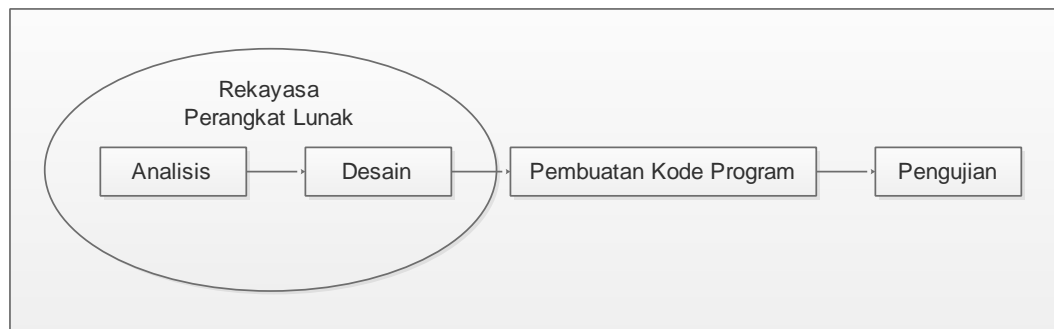 Rekayasa
Perangkat Lunak
Analisis
Desain
Pembuatan Kode Program
Pengujian